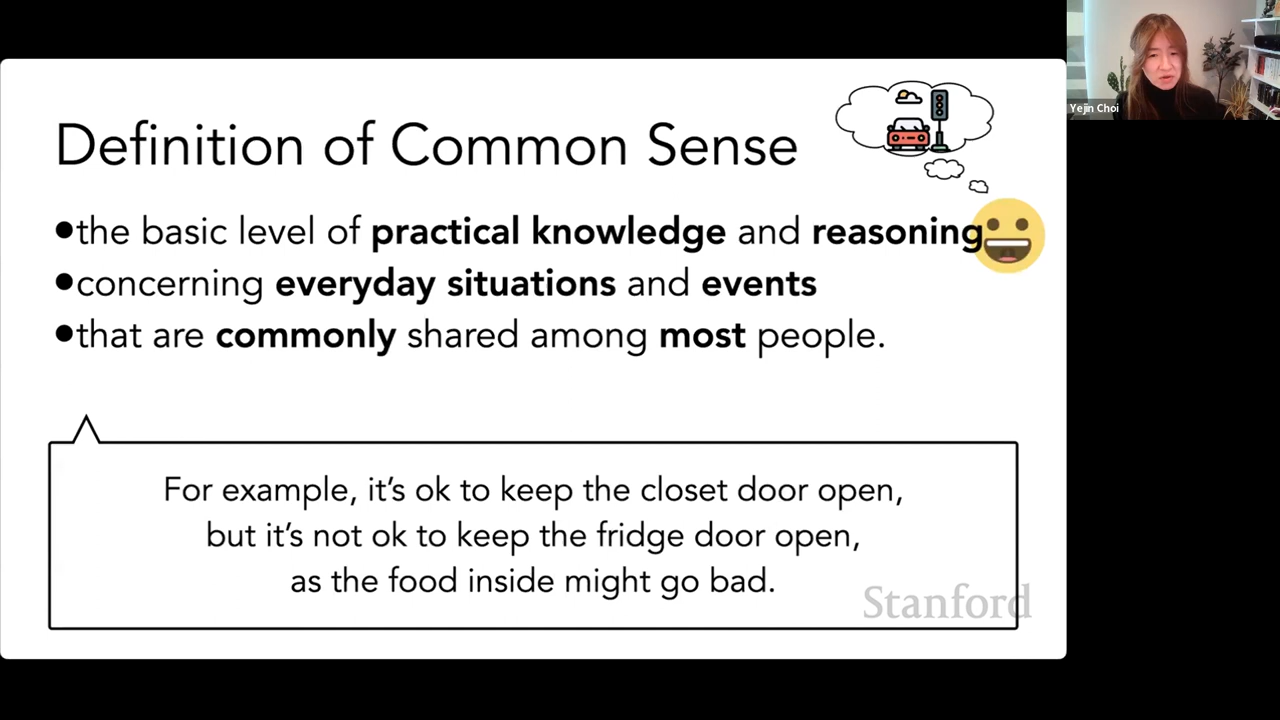 Definition of Common Sense
•the basic level of practical knowledge and reasoning
•concerning everyday situations and events
•that are commonly shared among most people.
For example, it's ok to keep the closet door open,
but it's not ok to keep the fridge door open,
as the food inside might go bad.
Stanford
Yejin Choi